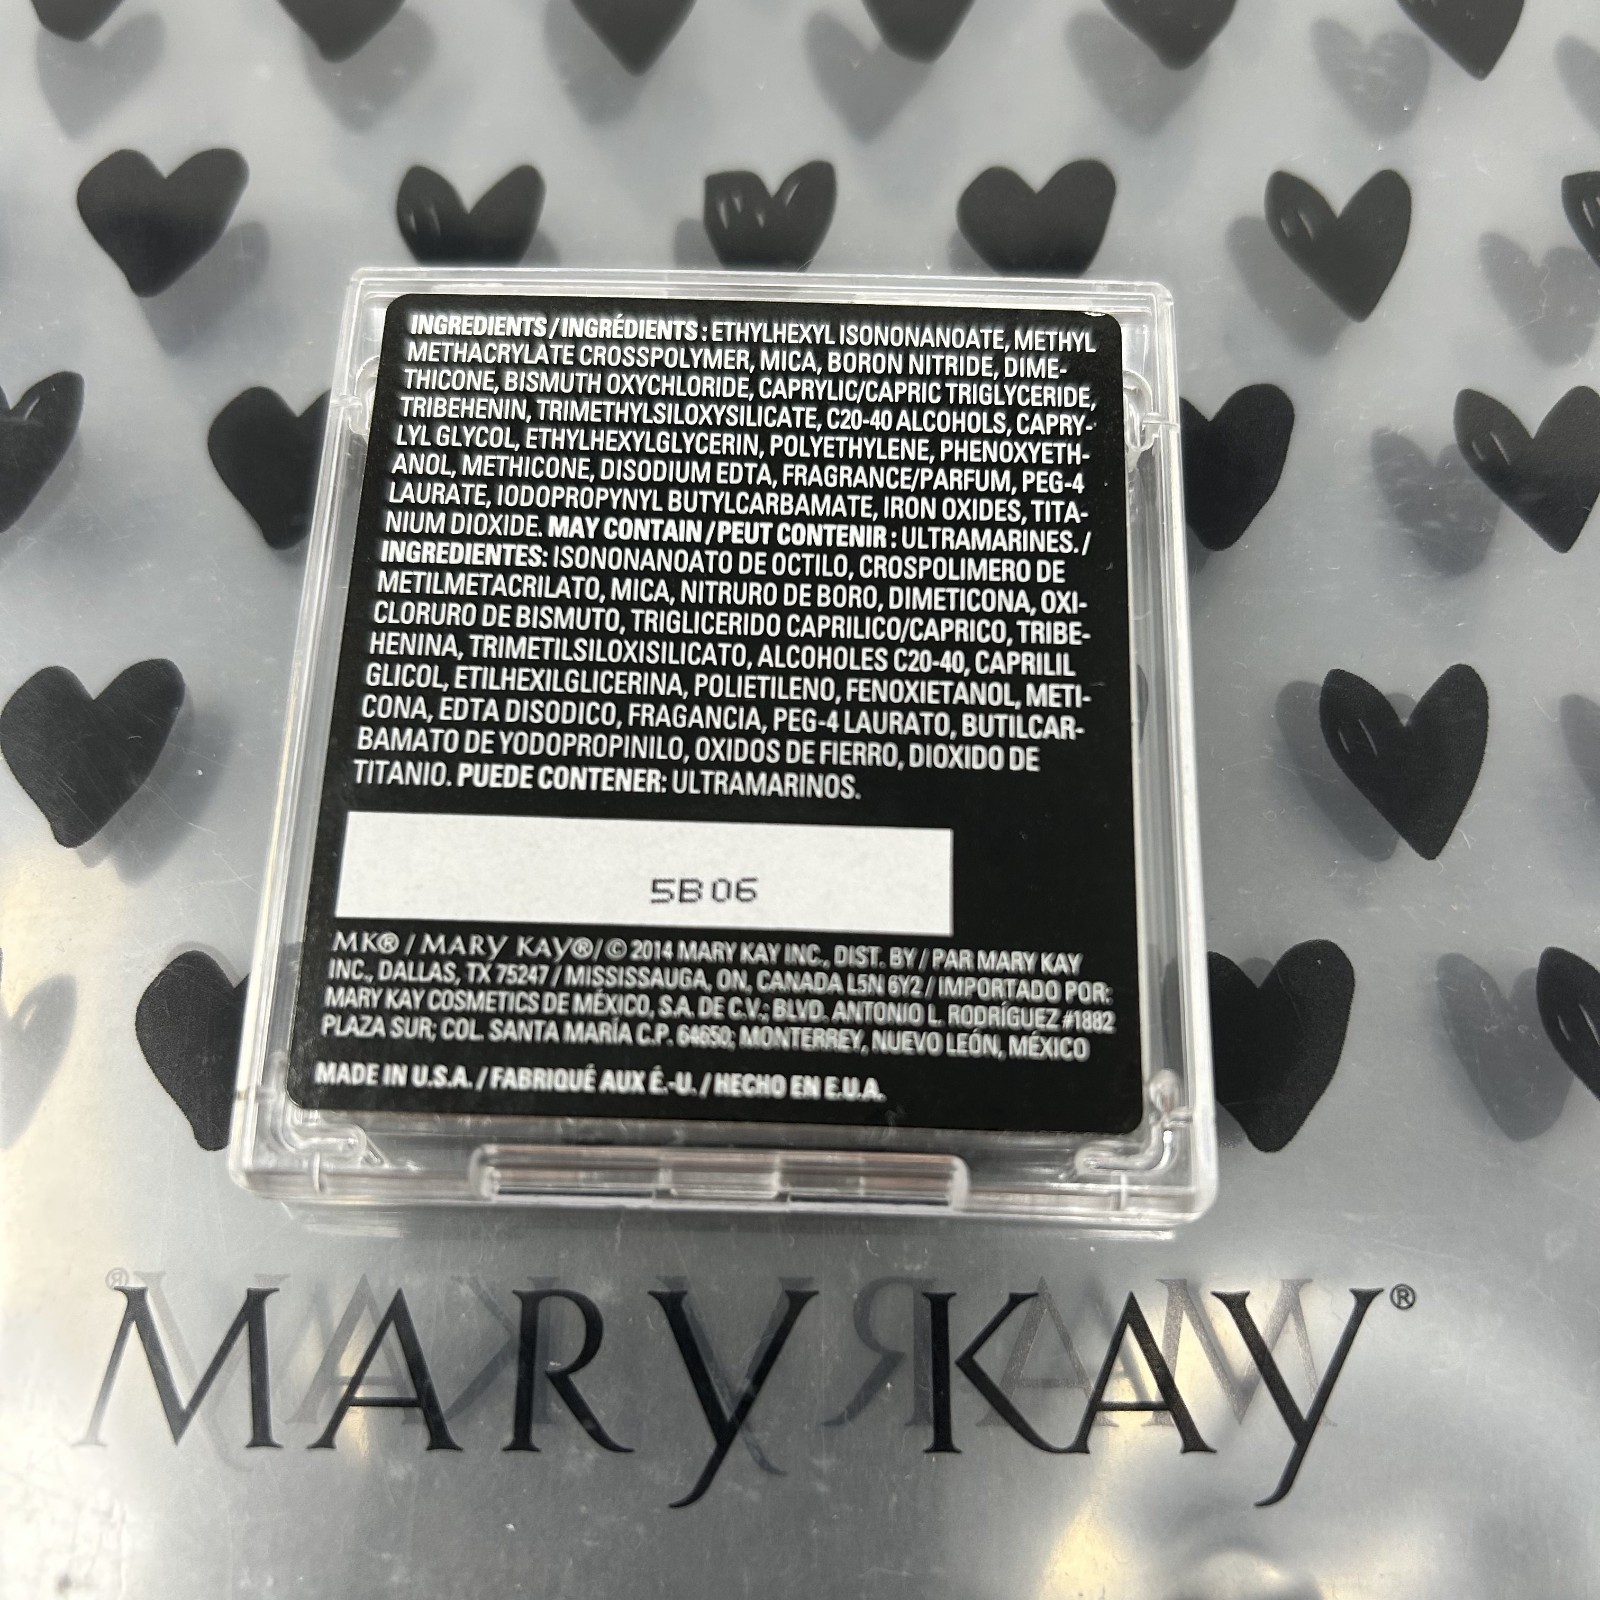 INGREDIENTS / INGRÉDIENTS : ETHYLHEXYL ISONONANOATE, METHYL
METHACRYLATE CROSSPOLYMER, MICA, BORON NITRIDE, DIME-
THICONE, BISMUTH OXYCHLORIDE, CAPRYLIC/CAPRIC TRIGLYCERIDE,
TRIBEHENIN, TRIMETHYLSILOXYSILICATE, C20-40 ALCOHOLS, CAPRY-
LYL GLYCOL, ETHYLHEXYLGLYCERIN, POLYETHYLENE, PHENOXYETH-
ANOL, METHICONE, DISODIUM EDTA, FRAGRANCE/PARFUM, PEG-4
LAURATE, IODOPROPYNYL BUTYLCARBAMATE, IRON OXIDES, TITA-
NIUM DIOXIDE. MAY CONTAIN / PEUT CONTENIR : ULTRAMARINES. /
INGREDIENTES: ISONONANOATO DE OCTILO, CROSPOLIMERO DE
METILMETACRILATO, MICA, NITRURO DE BORO, DIMETICONA, OXI-
CLORURO DE BISMUTO, TRIGLICERIDO CAPRILICO/CAPRICO, TRIBE-
HENINA, TRIMETILSILOXISILICATO, ALCOHOLES C20-40, CAPRILIL
GLICOL, ETILHEXILGLICERINA, POLIETILENO, FENOXIETANOL, METI-
CONA, EDTA DISODICO, FRAGANCIA, PEG-4 LAURATO, BUTILCAR-
BAMATO DE YODOPROPINILO, OXIDOS DE FIERRO, DIOXIDO DE
TITANIO. PUEDE CONTENER: ULTRAMARINOS.
5B06
MK® / MARY KAY® / © 2014 MARY KAY INC., DIST. BY / PAR MARY KAY
INC., DALLAS, TX 75247 / MISSISSAUGA, ON, CANADA L5N 6Y2 / IMPORTADO POR:
MARY KAY COSMETICS DE MÉXICO, S.A. DE C.V.; BLVD. ANTONIO L. RODRÍGUEZ #1882
PLAZA SUR; COL. SANTA MARÍA C.P. 64650; MONTERREY, NUEVO LEÓN, MÉXICO
MADE IN U.S.A. / FABRIQUÉ AUX É.-U. / HECHO EN E.U.A.
MARY KAY®